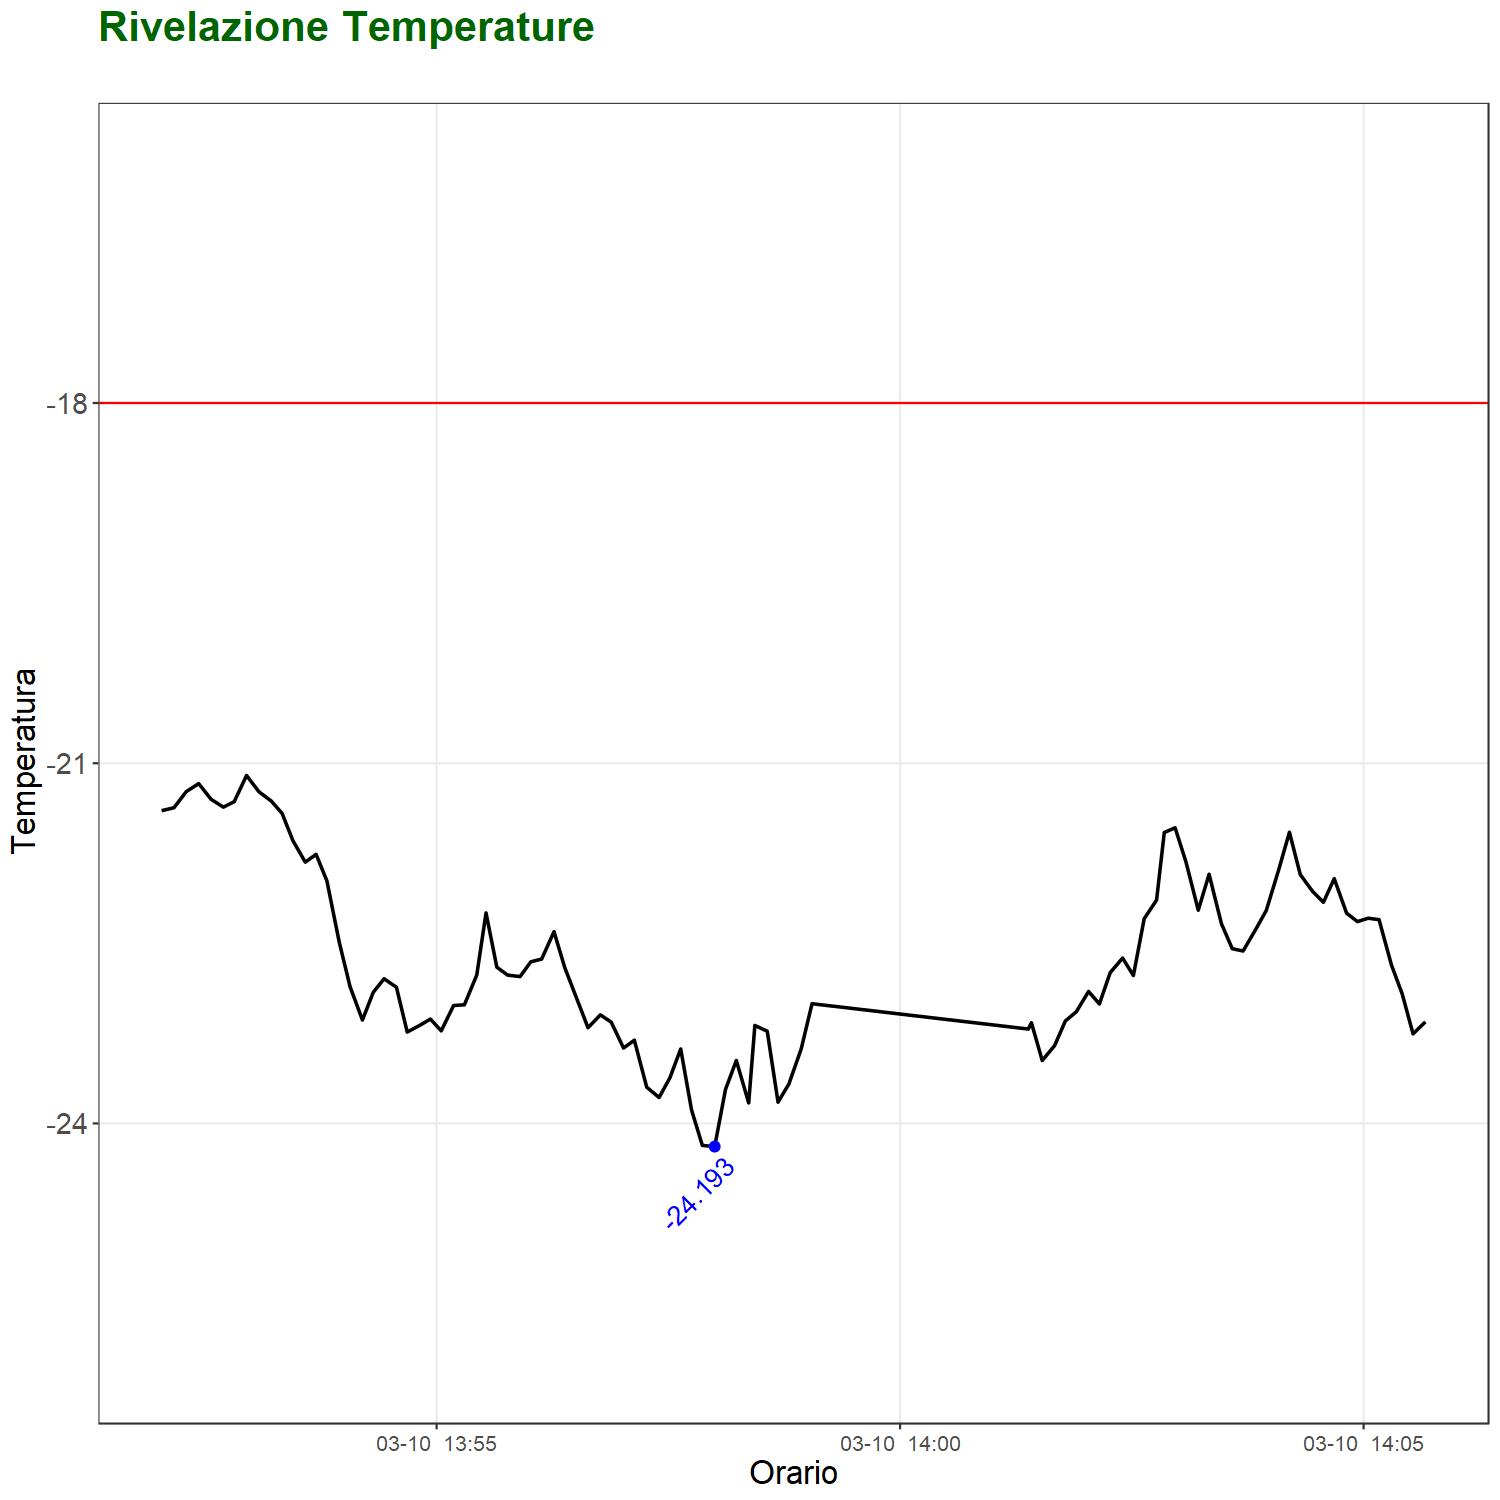 Rivelazione Temperature
-18
-21
-24
Temperatura
-24.193
03-10 13:55
03-10 14:00
03-10 14:05
Orario